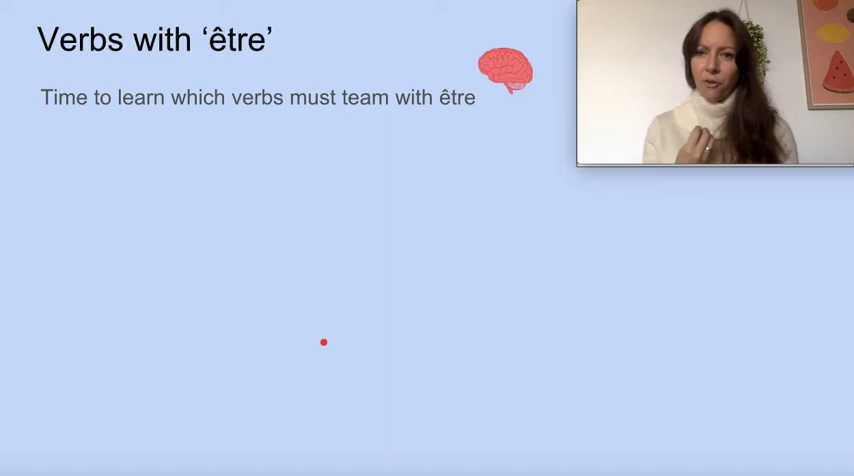 Verbs with ‘être’
Time to learn which verbs must team with être